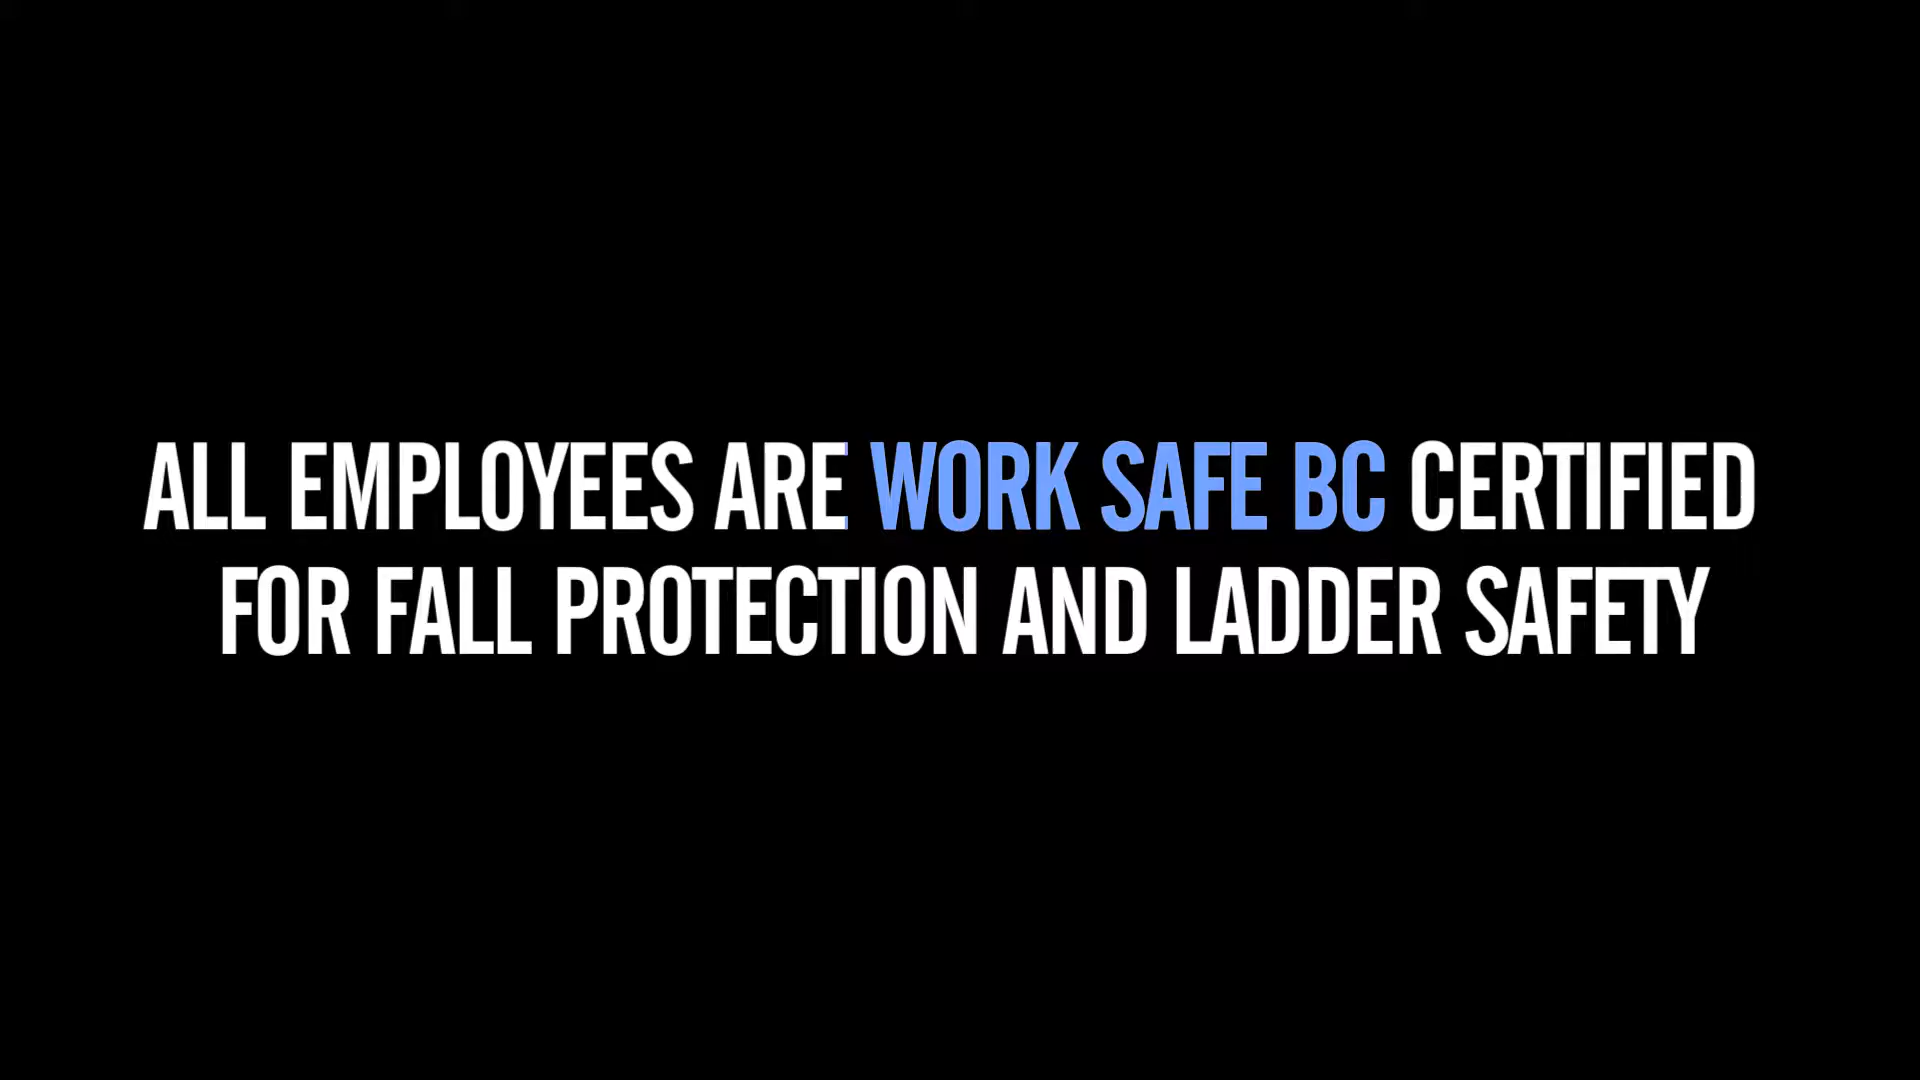 ALL EMPLOYEES ARE WORK SAFE BC CERTIFIED
FOR FALL PROTECTION AND LADDER SAFETY